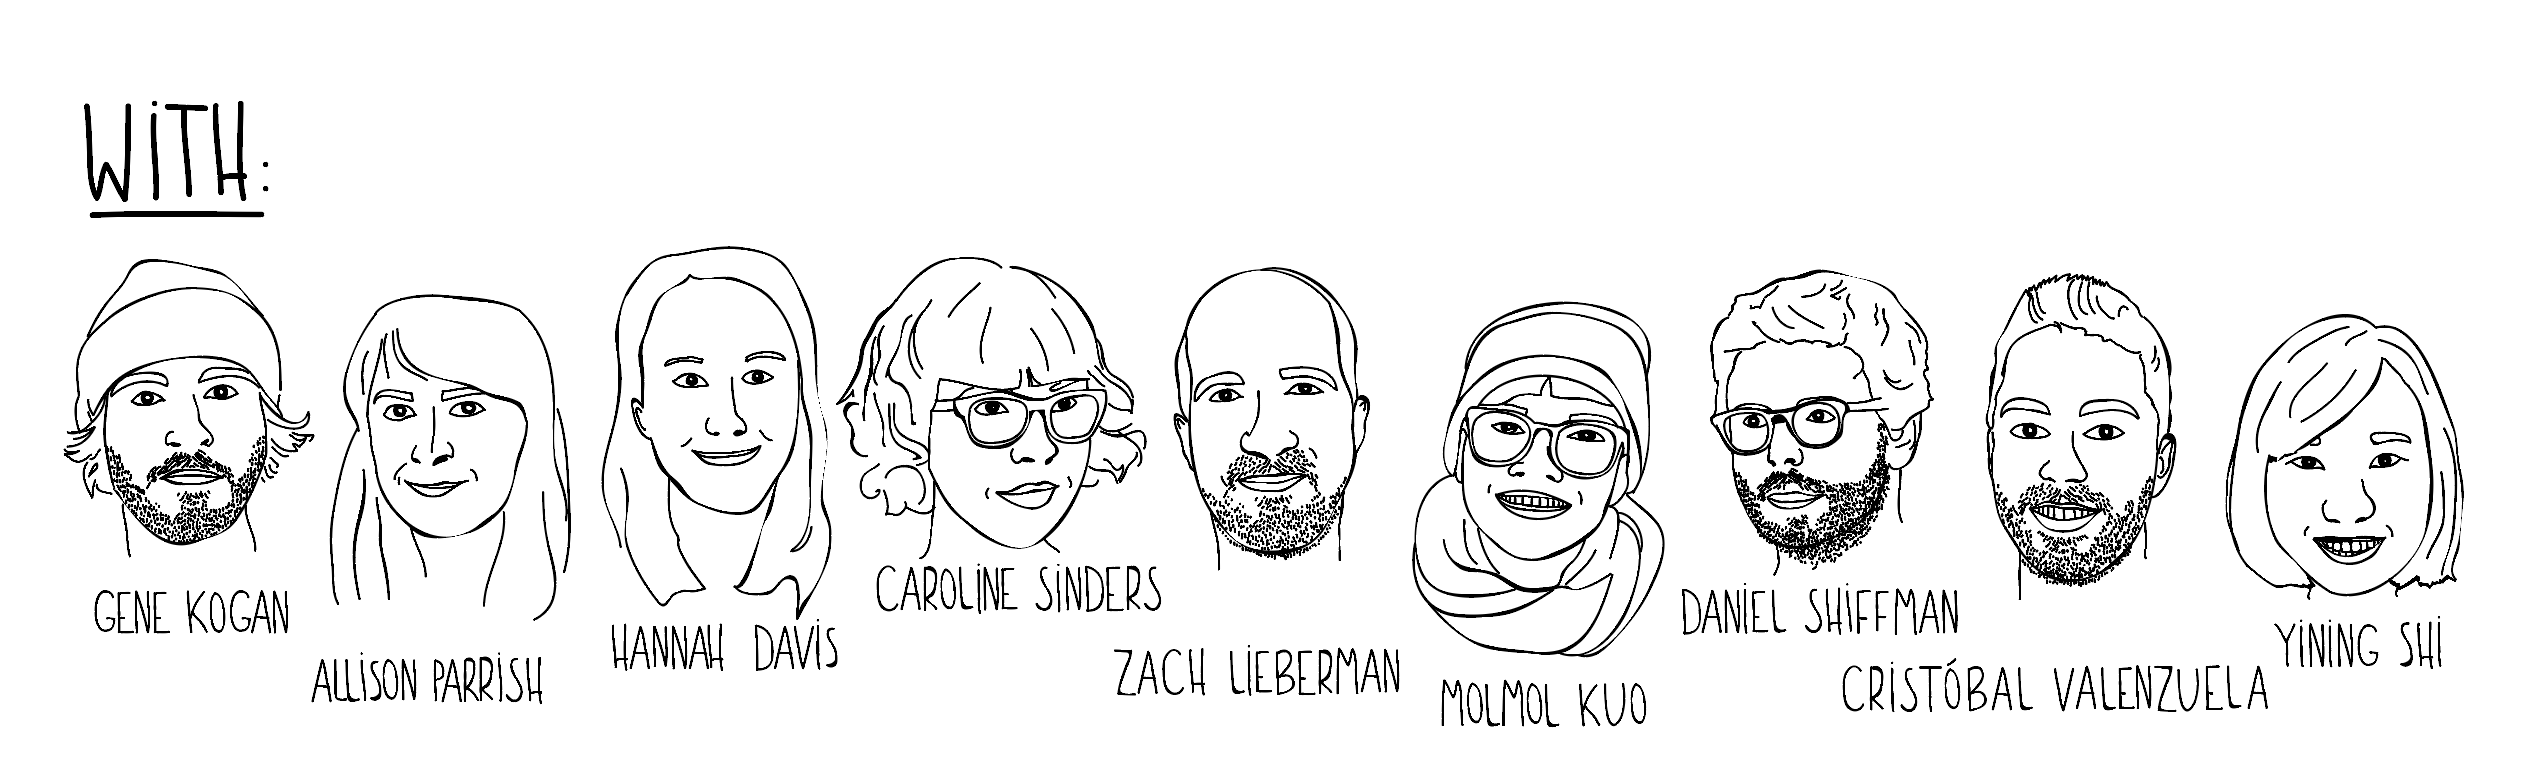 WiTH:
GENE KOGAN
ALLiSON PARRiSH
HANNAH DAViS
CAROLiNE SiNDERS
ZACH LiEBERMAN
MOLMOL KUO
DANiEL SHiFFMAN
CRiSTÓBAL VALENZUELA
YiNiNG SHi